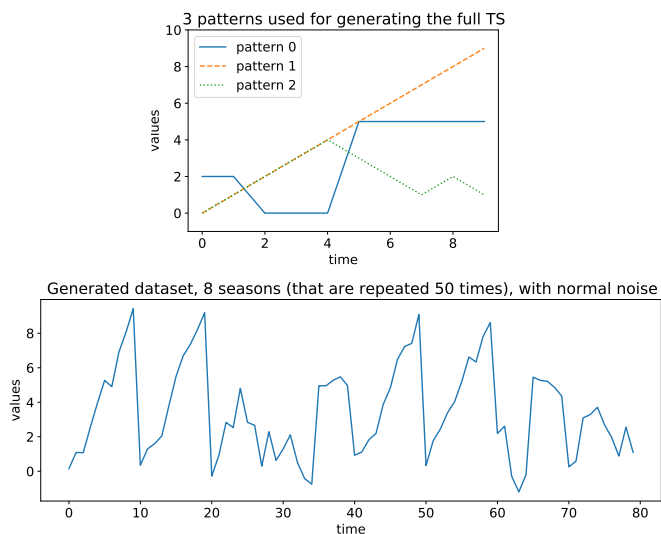 3 patterns used for generating the full TS
10
8
6
4
2
0
values
pattern 0
pattern 1
pattern 2
0 2 4 6 8
time
Generated dataset, 8 seasons (that are repeated 50 times), with normal noise
8
6
4
2
0
values
0 10 20 30 40 50 60 70 80
time